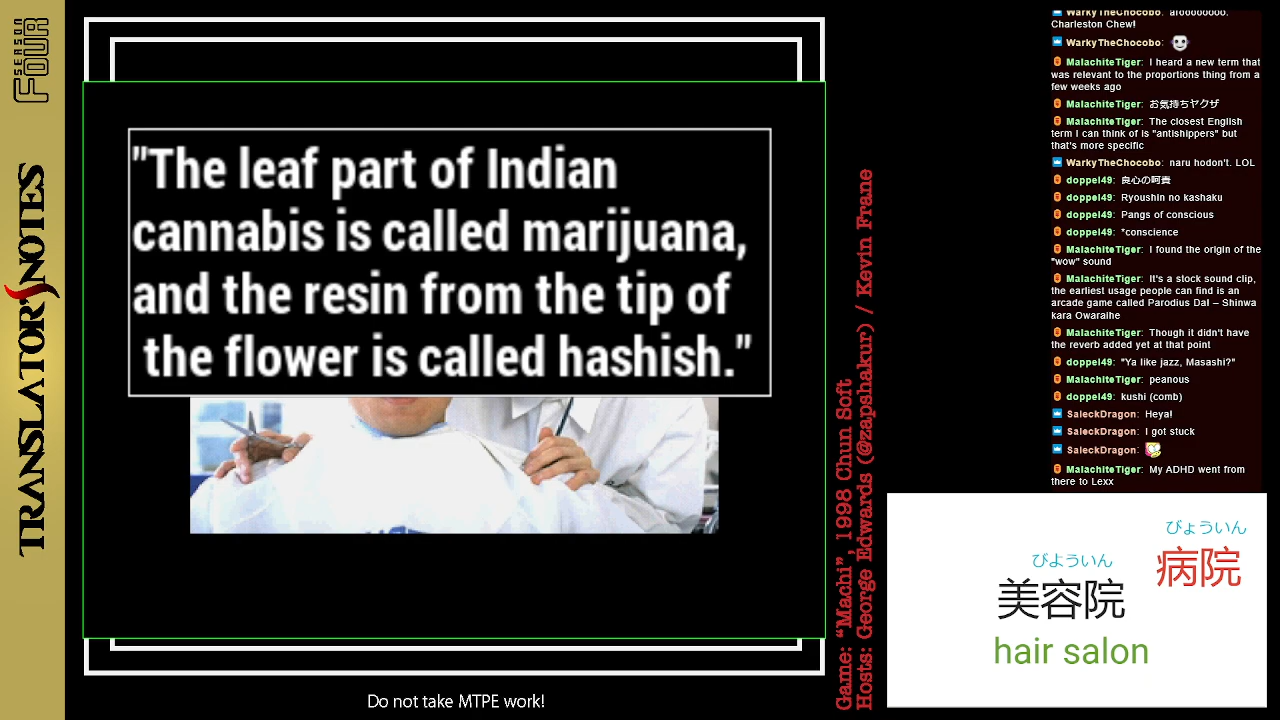 SEASON
FOUR
TRANSLATOR'S NOTES
"The leaf part of Indian
cannabis is called marijuana,
and the resin from the tip of
the flower is called hashish."
Do not take MTPE work!
Game: "Machi", 1998 Chun Soft
Hosts: George Edwards (@zapshakur) / Kevin Frane
WarkyTheChocobo: afoooooooo.
Charleston Chew!
WarkyTheChocobo:
MalachiteTiger: I heard a new term that
was relevant to the proportions thing from a
few weeks ago
MalachiteTiger: お気持ちヤクザ
MalachiteTiger: The closest English
term I can think of is "antishippers" but
that's more specific
WarkyTheChocobo: naru hodon't. LOL
doppel49: 良心の呵責
doppel49: Ryoushin no kashaku
doppel49: pangs of conscious
doppel49: *conscience
MalachiteTiger: I found the origin of the
"wow" sound
MalachiteTiger: It's a stock sound clip,
the earliest usage people can find is an
arcade game called Parodius Da! – Shinwa
kara Owaraihe
MalachiteTiger: Though it didn't have
the reverb added yet at that point
doppel49: "Ya like jazz, Masashi?"
MalachiteTiger: peanous
doppel49: kushi (comb)
SaleckDragon: Heya!
SaleckDragon: I got stuck
SaleckDragon:
MalachiteTiger: My ADHD went from
there to Lexx
びょういん
病院
びよういん
美容院
hair salon